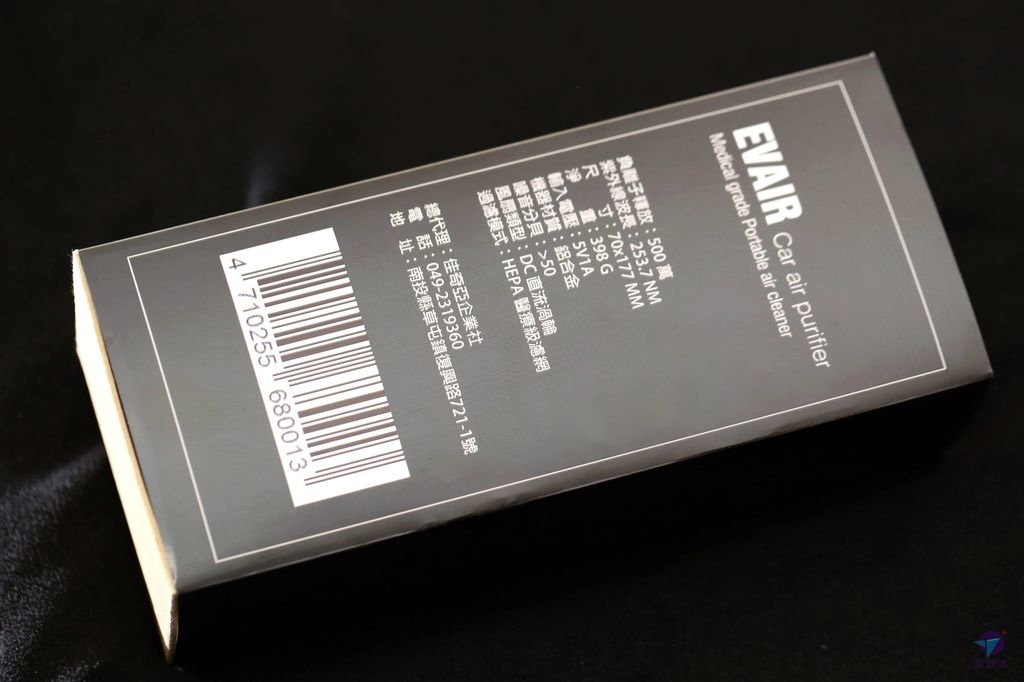 EVAIR Car air purifier
Medical grade Portable air cleaner
負離子釋放：500 萬
紫外線波長：253.7 NM
尺　　寸：70x177 MM
淨　　重：398 G
輸入電壓：5V1A
機器材質：鋁合金
噪音分貝：>50
風扇類型：DC 直流渦輪
過濾模式：HEPA 醫療級濾網
總代理：佳奇亞企業社
電　話：049-2319360
地　址：南投縣草屯鎮復興路721-1號
4 710255 680013